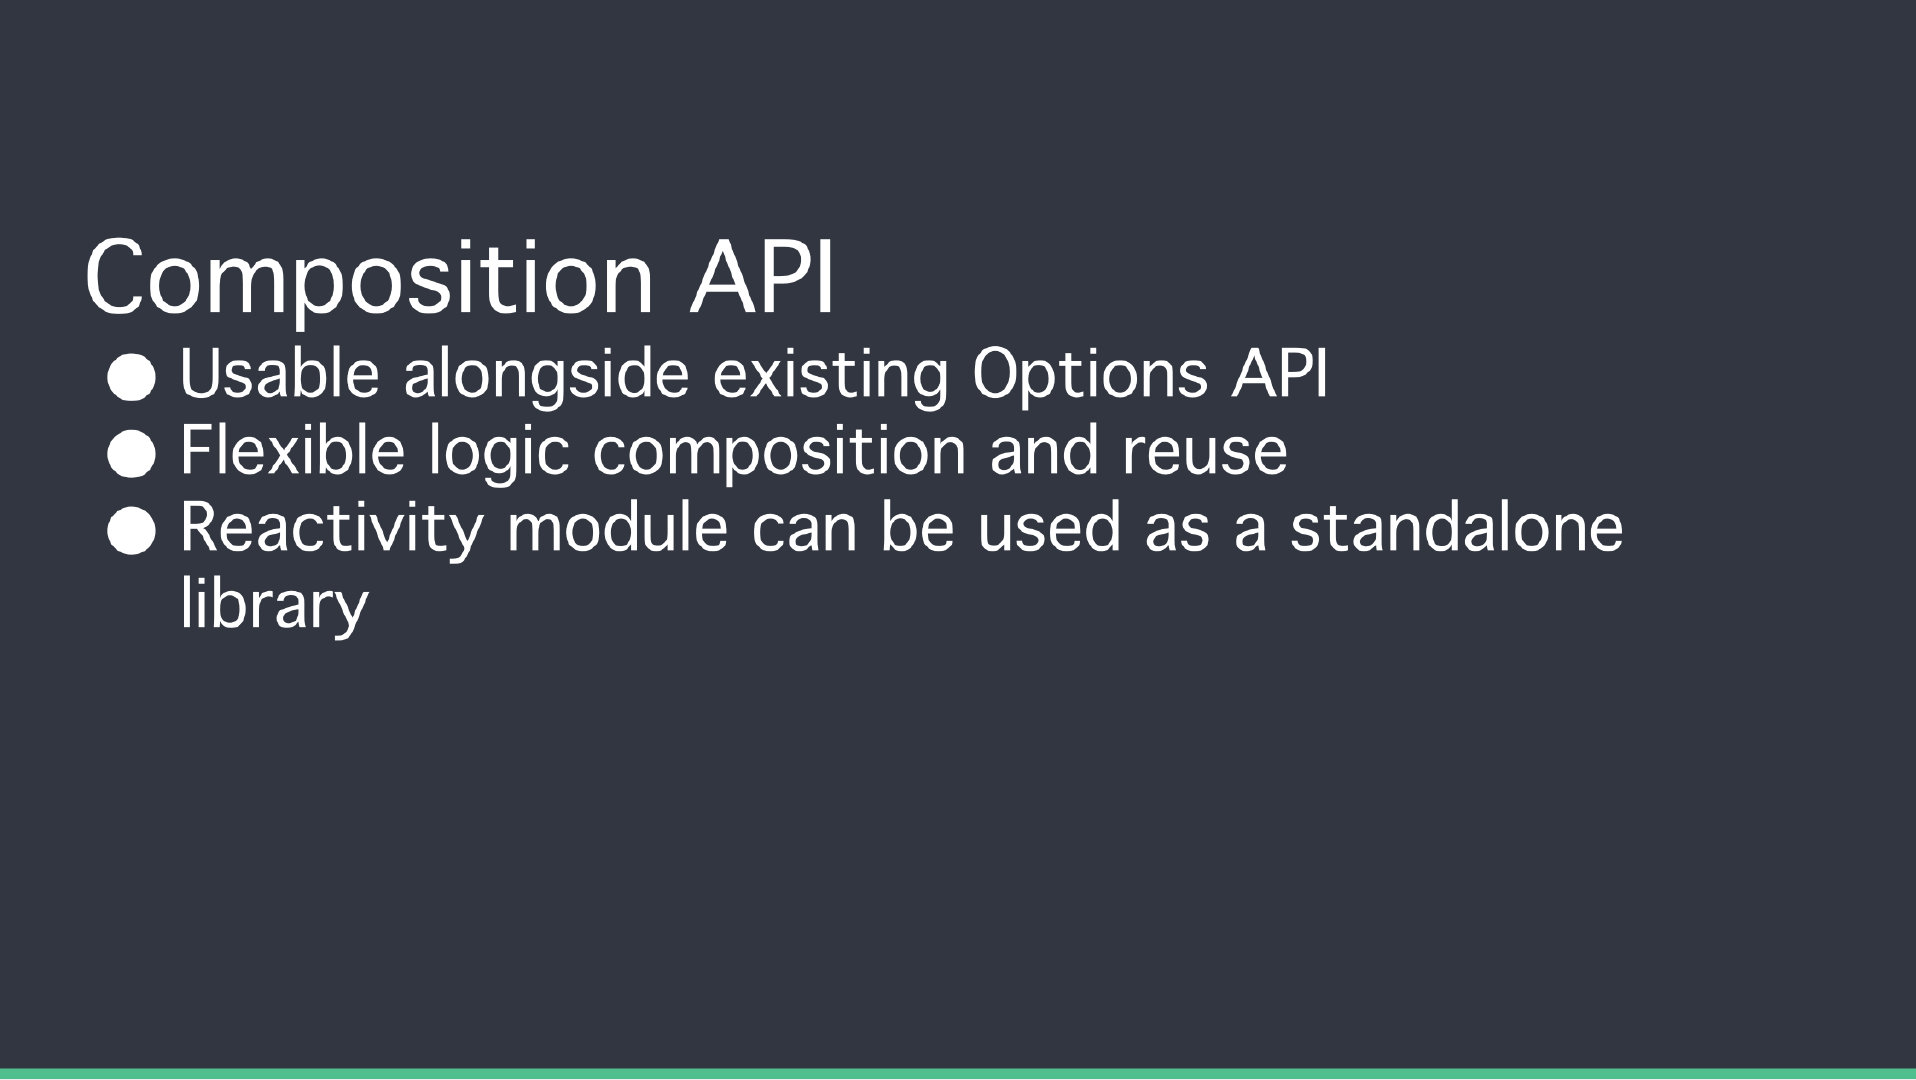 Composition API
● Usable alongside existing Options API
● Flexible logic composition and reuse
● Reactivity module can be used as a standalone
library